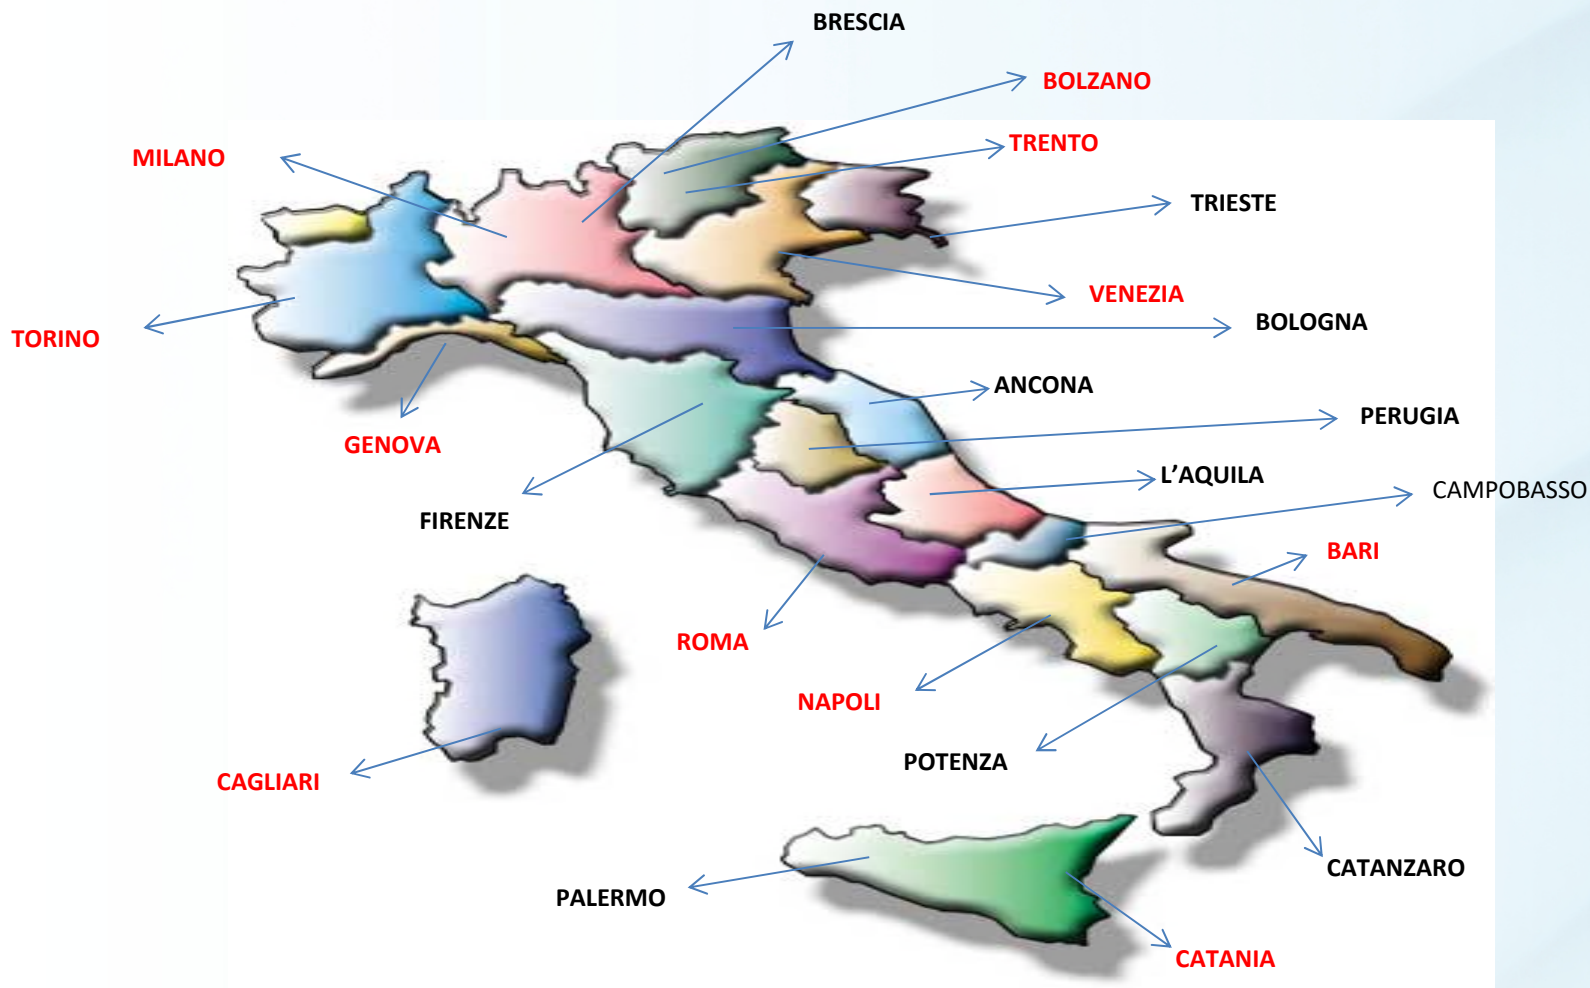 BRESCIA
BOLZANO
TRENTO
MILANO
TRIESTE
VENEZIA
BOLOGNA
TORINO
ANCONA
PERUGIA
GENOVA
L’AQUILA
CAMPOBASSO
FIRENZE
BARI
ROMA
NAPOLI
POTENZA
CAGLIARI
CATANZARO
PALERMO
CATANIA